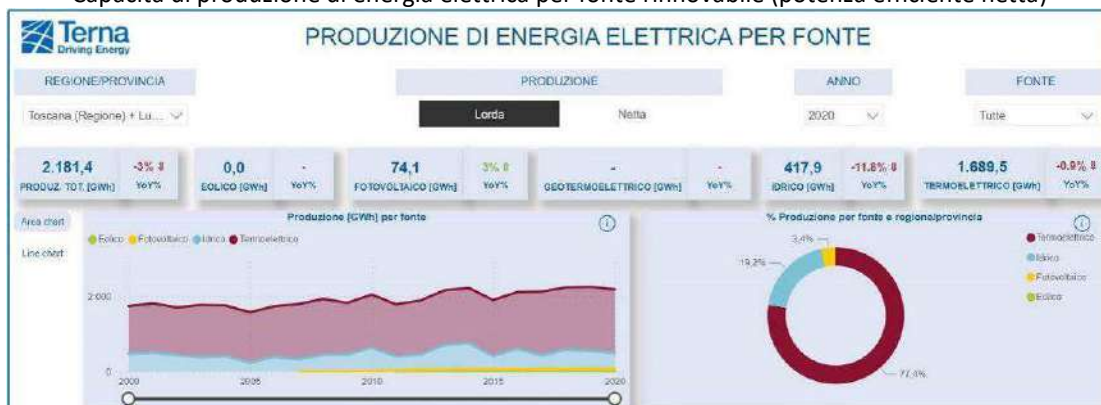 Capacità di produzione di energia elettrica per fonte rinnovabile (potenza efficiente netta)
Terna
Driving Energy
PRODUZIONE DI ENERGIA ELETTRICA PER FONTE
REGIONE/PROVINCIA
PRODUZIONE
ANNO
FONTE
Toscana (Regione) + Lu...
Lorda
Netta
2020
Tutte
2.181,4
-3%
PRODUZ. TOT. [GWh]
YoY%
0,0
-
EOLICO [GWh]
YoY%
74,1
3%
FOTOVOLTAICO [GWh]
YoY%
-
-
GEOTERMOELETTRICO [GWh]
YoY%
417,9
-11.8%
IDRICO [GWh]
YoY%
1.689,5
-0.9%
TERMOELETTRICO [GWh]
YoY%
Area chart
Line chart
Produzione [GWh] per fonte
Eolico Fotovoltaico Idrico Termoelettrico
2.000
0
2000 2005 2010 2015 2020
% Produzione per fonte e regione/provincia
3,4%
19,2%
77,4%
Termoelettrico
Idrico
Fotovoltaico
Eolico